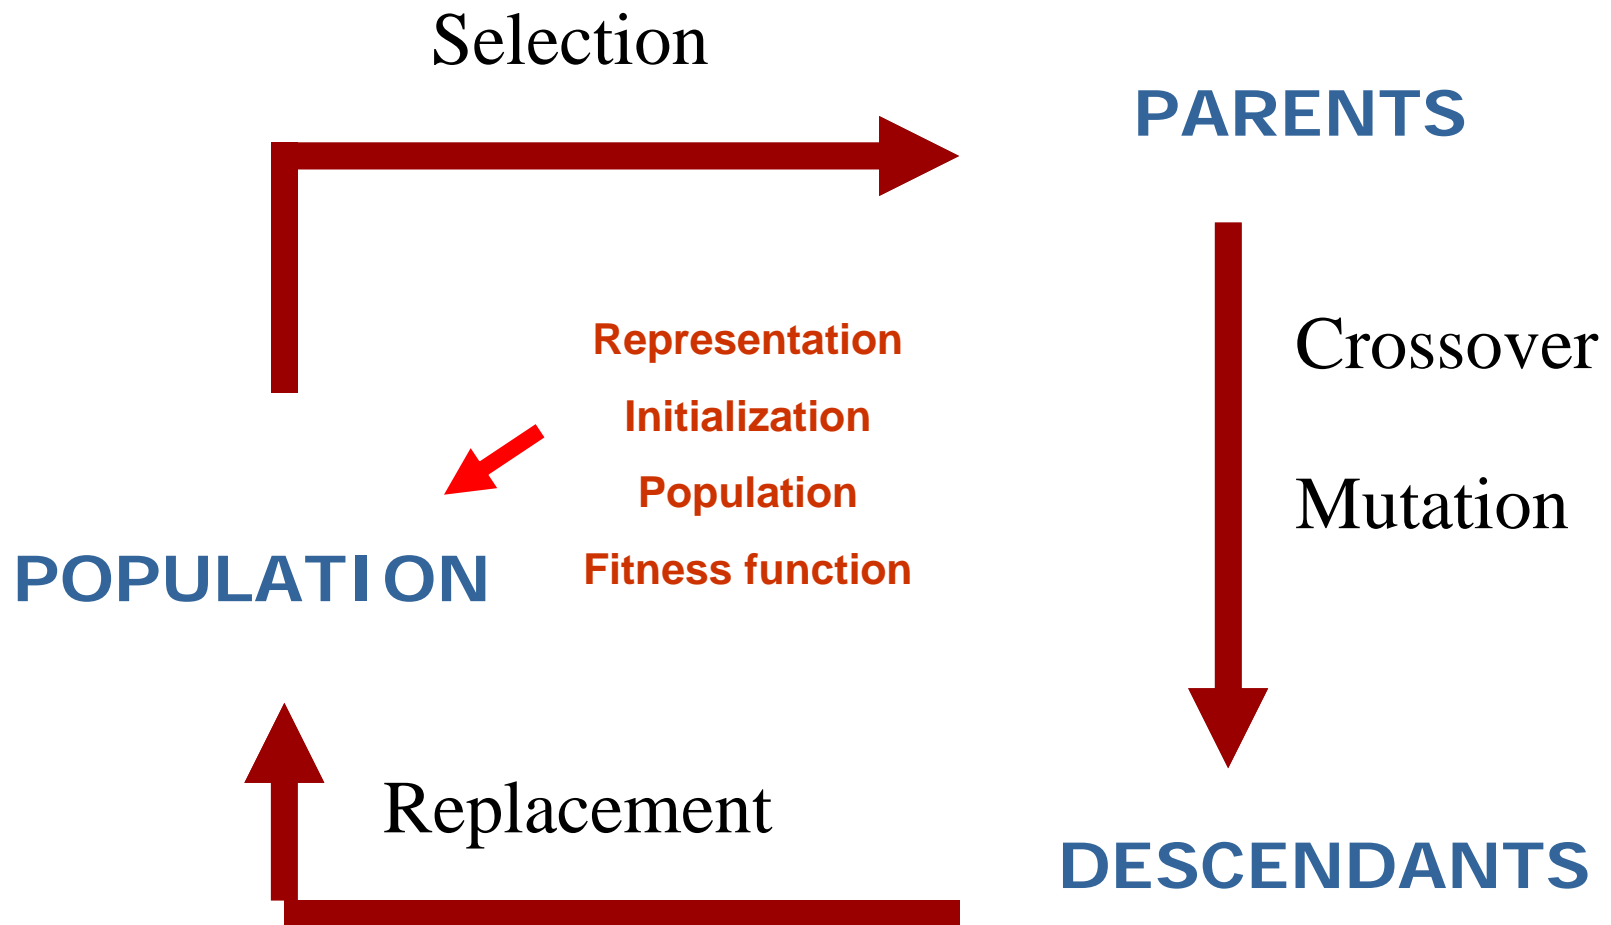 Selection
PARENTS
Representation
Crossover
Initialization
Population
Mutation
POPULATION
Fitness function
Replacement
DESCENDANTS